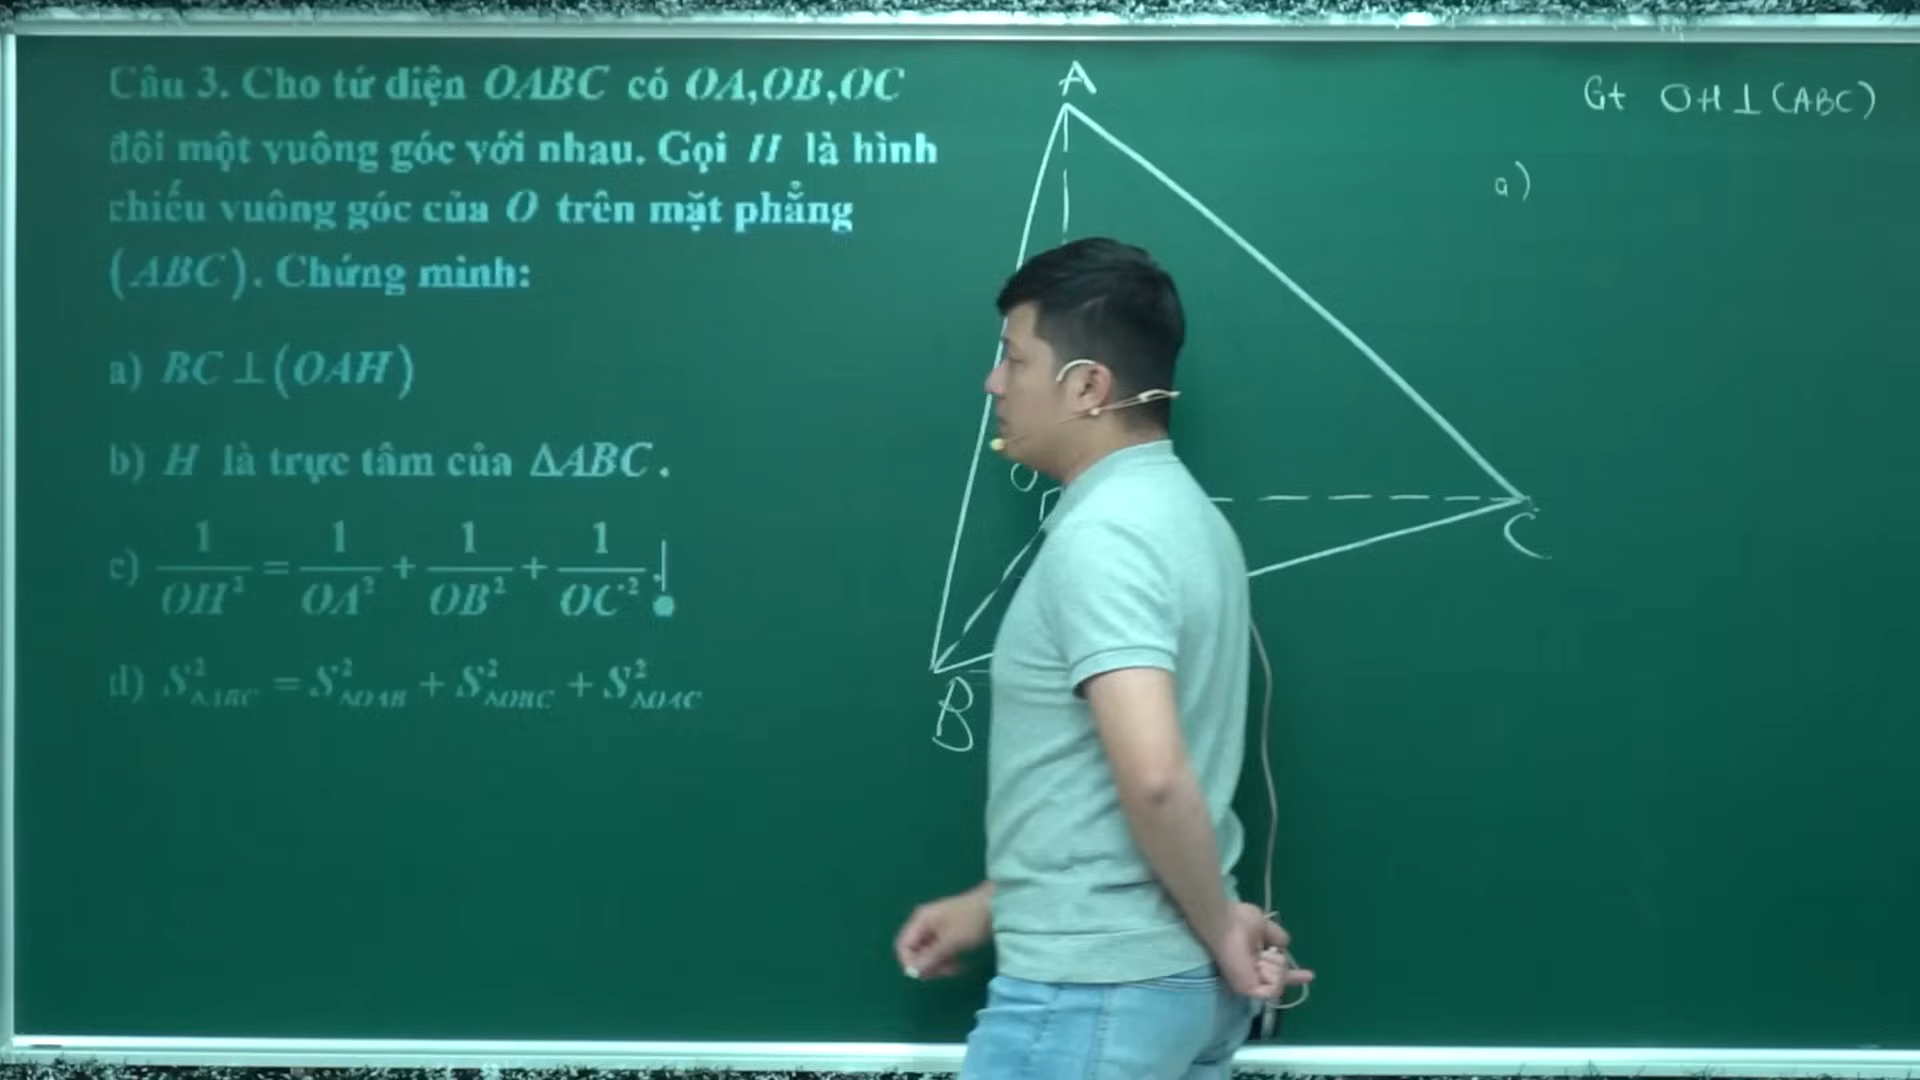 Câu 3. Cho tứ diện OABC có OA,OB,OC
đôi một vuông góc với nhau. Gọi H là hình
chiếu vuông góc của O trên mặt phẳng
(ABC). Chứng minh:
a) BC ⊥ (OAH)
b) H là trực tâm của ΔABC.
c) 1/OH² = 1/OA² + 1/OB² + 1/OC².
d) S²ΔABC = S²ΔOAB + S²ΔOBC + S²ΔOAC
A
O
C
B
Gt OH ⊥ (ABC)
a)